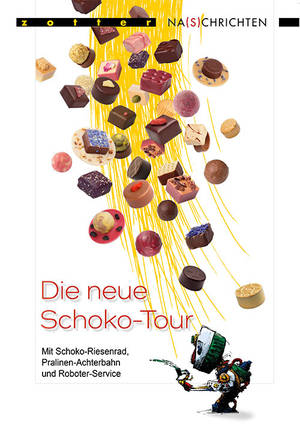 zotter NA(S)CHRICHTEN
Die neue
Schoko-Tour
Mit Schoko-Riesenrad,
Pralinen-Achterbahn
und Roboter-Service